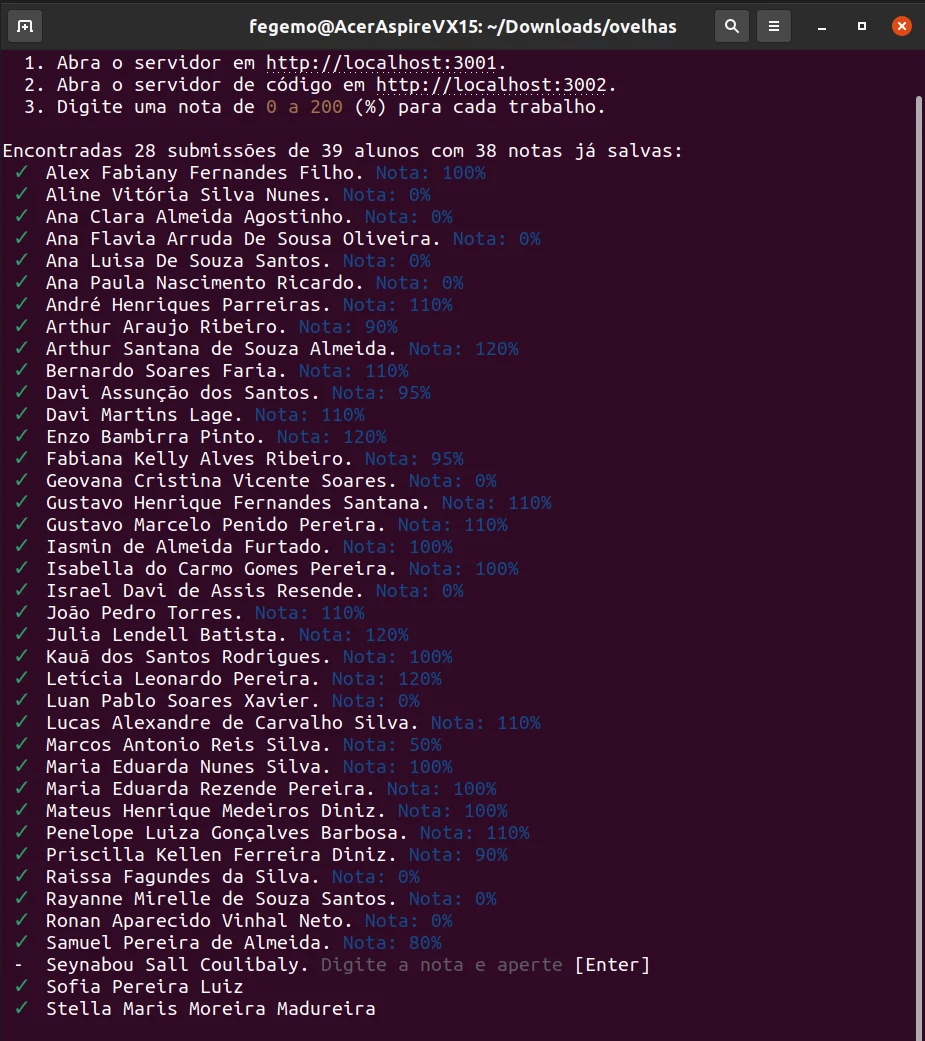 fegemo@AcerAspireVX15: ~/Downloads/ovelhas
1. Abra o servidor em http://localhost:3001.
2. Abra o servidor de código em http://localhost:3002.
3. Digite uma nota de 0 a 200 (%) para cada trabalho.
Encontradas 28 submissões de 39 alunos com 38 notas já salvas:
✓ Alex Fabiany Fernandes Filho. Nota: 100%
✓ Aline Vitória Silva Nunes. Nota: 0%
✓ Ana Clara Almeida Agostinho. Nota: 0%
✓ Ana Flavia Arruda De Sousa Oliveira. Nota: 0%
✓ Ana Luisa De Souza Santos. Nota: 0%
✓ Ana Paula Nascimento Ricardo. Nota: 0%
✓ André Henriques Parreiras. Nota: 110%
✓ Arthur Araujo Ribeiro. Nota: 90%
✓ Arthur Santana de Souza Almeida. Nota: 120%
✓ Bernardo Soares Faria. Nota: 110%
✓ Davi Assunção dos Santos. Nota: 95%
✓ Davi Martins Lage. Nota: 110%
✓ Enzo Bambirra Pinto. Nota: 120%
✓ Fabiana Kelly Alves Ribeiro. Nota: 95%
✓ Geovana Cristina Vicente Soares. Nota: 0%
✓ Gustavo Henrique Fernandes Santana. Nota: 110%
✓ Gustavo Marcelo Penido Pereira. Nota: 110%
✓ Iasmin de Almeida Furtado. Nota: 100%
✓ Isabella do Carmo Gomes Pereira. Nota: 100%
✓ Israel Davi de Assis Resende. Nota: 0%
✓ João Pedro Torres. Nota: 110%
✓ Julia Lendell Batista. Nota: 120%
✓ Kauã dos Santos Rodrigues. Nota: 100%
✓ Letícia Leonardo Pereira. Nota: 120%
✓ Luan Pablo Soares Xavier. Nota: 0%
✓ Lucas Alexandre de Carvalho Silva. Nota: 110%
✓ Marcos Antonio Reis Silva. Nota: 50%
✓ Maria Eduarda Nunes Silva. Nota: 100%
✓ Maria Eduarda Rezende Pereira. Nota: 100%
✓ Mateus Henrique Medeiros Diniz. Nota: 100%
✓ Penelope Luiza Gonçalves Barbosa. Nota: 110%
✓ Priscilla Kellen Ferreira Diniz. Nota: 90%
✓ Raissa Fagundes da Silva. Nota: 0%
✓ Rayanne Mirelle de Souza Santos. Nota: 0%
✓ Ronan Aparecido Vinhal Neto. Nota: 0%
✓ Samuel Pereira de Almeida. Nota: 80%
- Seynabou Sall Coulibaly. Digite a nota e aperte [Enter]
✓ Sofia Pereira Luiz
✓ Stella Maris Moreira Madureira